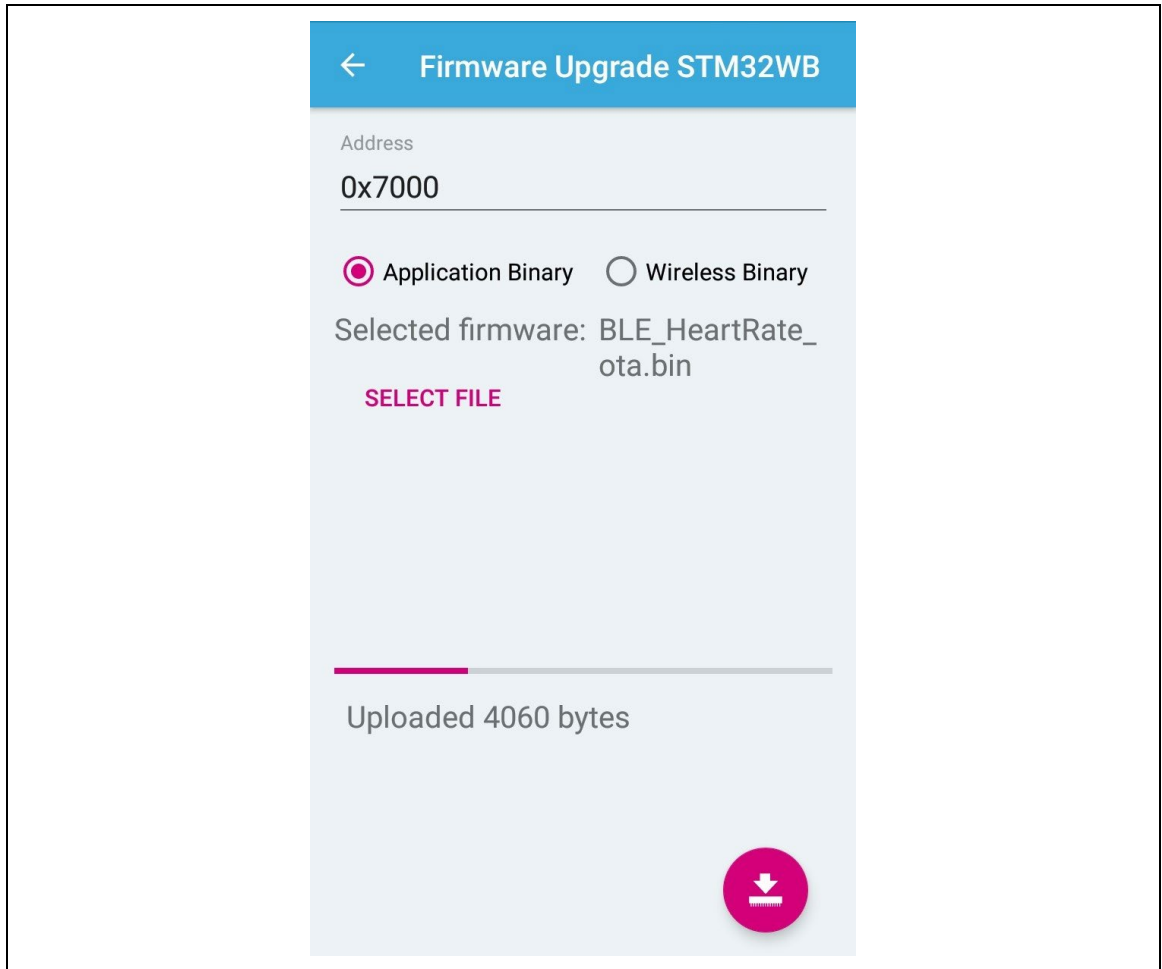 Firmware Upgrade STM32WB
Address
0x7000
Application Binary Wireless Binary
Selected firmware: BLE_HeartRate_
ota.bin
SELECT FILE
Uploaded 4060 bytes